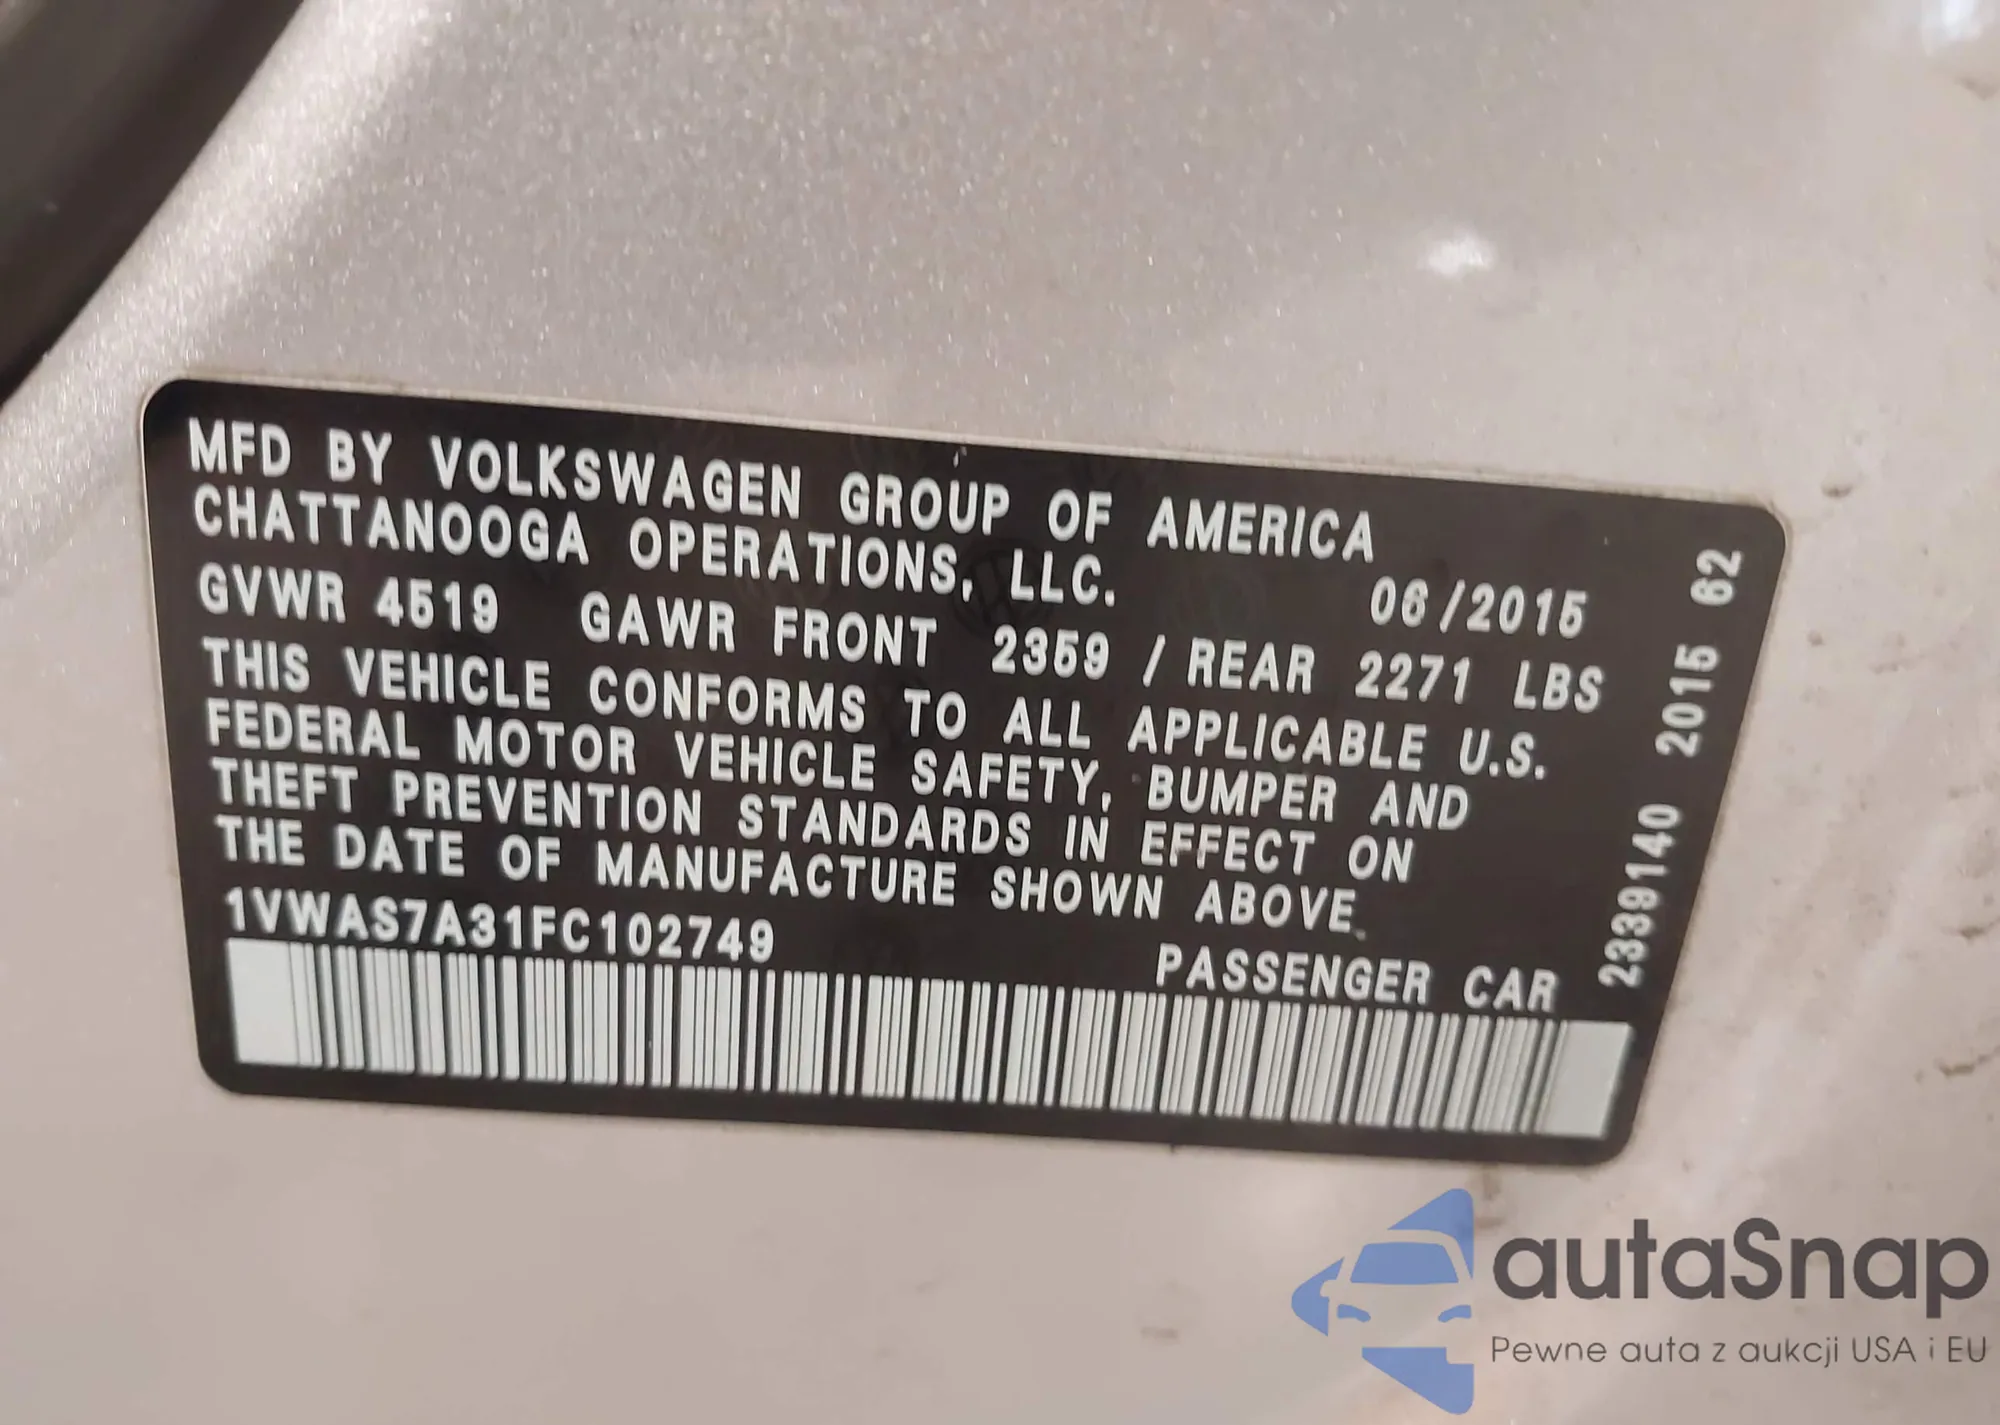 MFD BY VOLKSWAGEN GROUP OF AMERICA
CHATTANOOGA OPERATIONS, LLC.
06/2015
GVWR 4519 GAWR FRONT 2359 / REAR 2271 LBS
THIS VEHICLE CONFORMS TO ALL APPLICABLE U.S.
FEDERAL MOTOR VEHICLE SAFETY, BUMPER AND
THEFT PREVENTION STANDARDS IN EFFECT ON
THE DATE OF MANUFACTURE SHOWN ABOVE.
1VWAS7A31FC102749
PASSENGER CAR
2339140 2015 62
autaSnap
Pewne auta z aukcji USA i EU